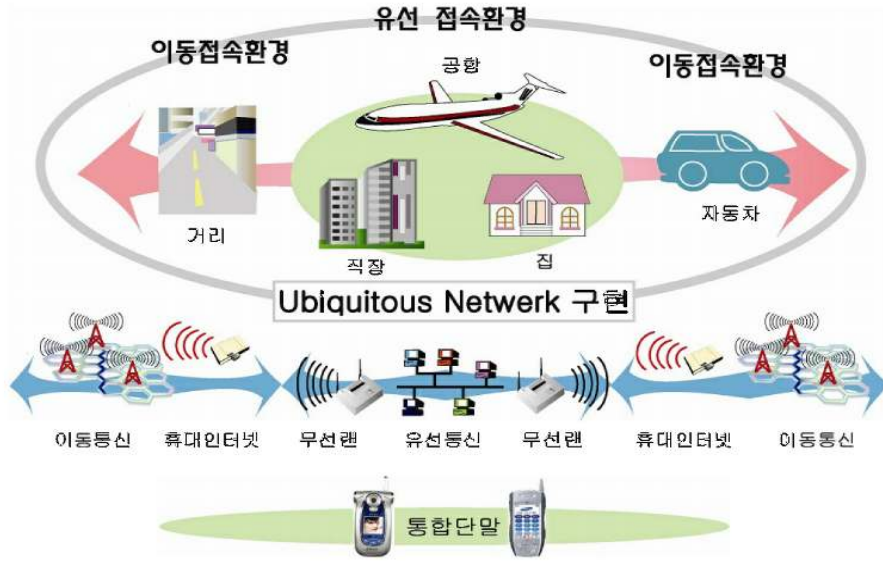 유선 접속환경
이동접속환경
이동접속환경
공항
거리
자동차
직장
집
Ubiquitous Netwerk 구현
이동통신 휴대인터넷 무선랜 유선통신 무선랜 휴대인터넷 이동통신
통합단말